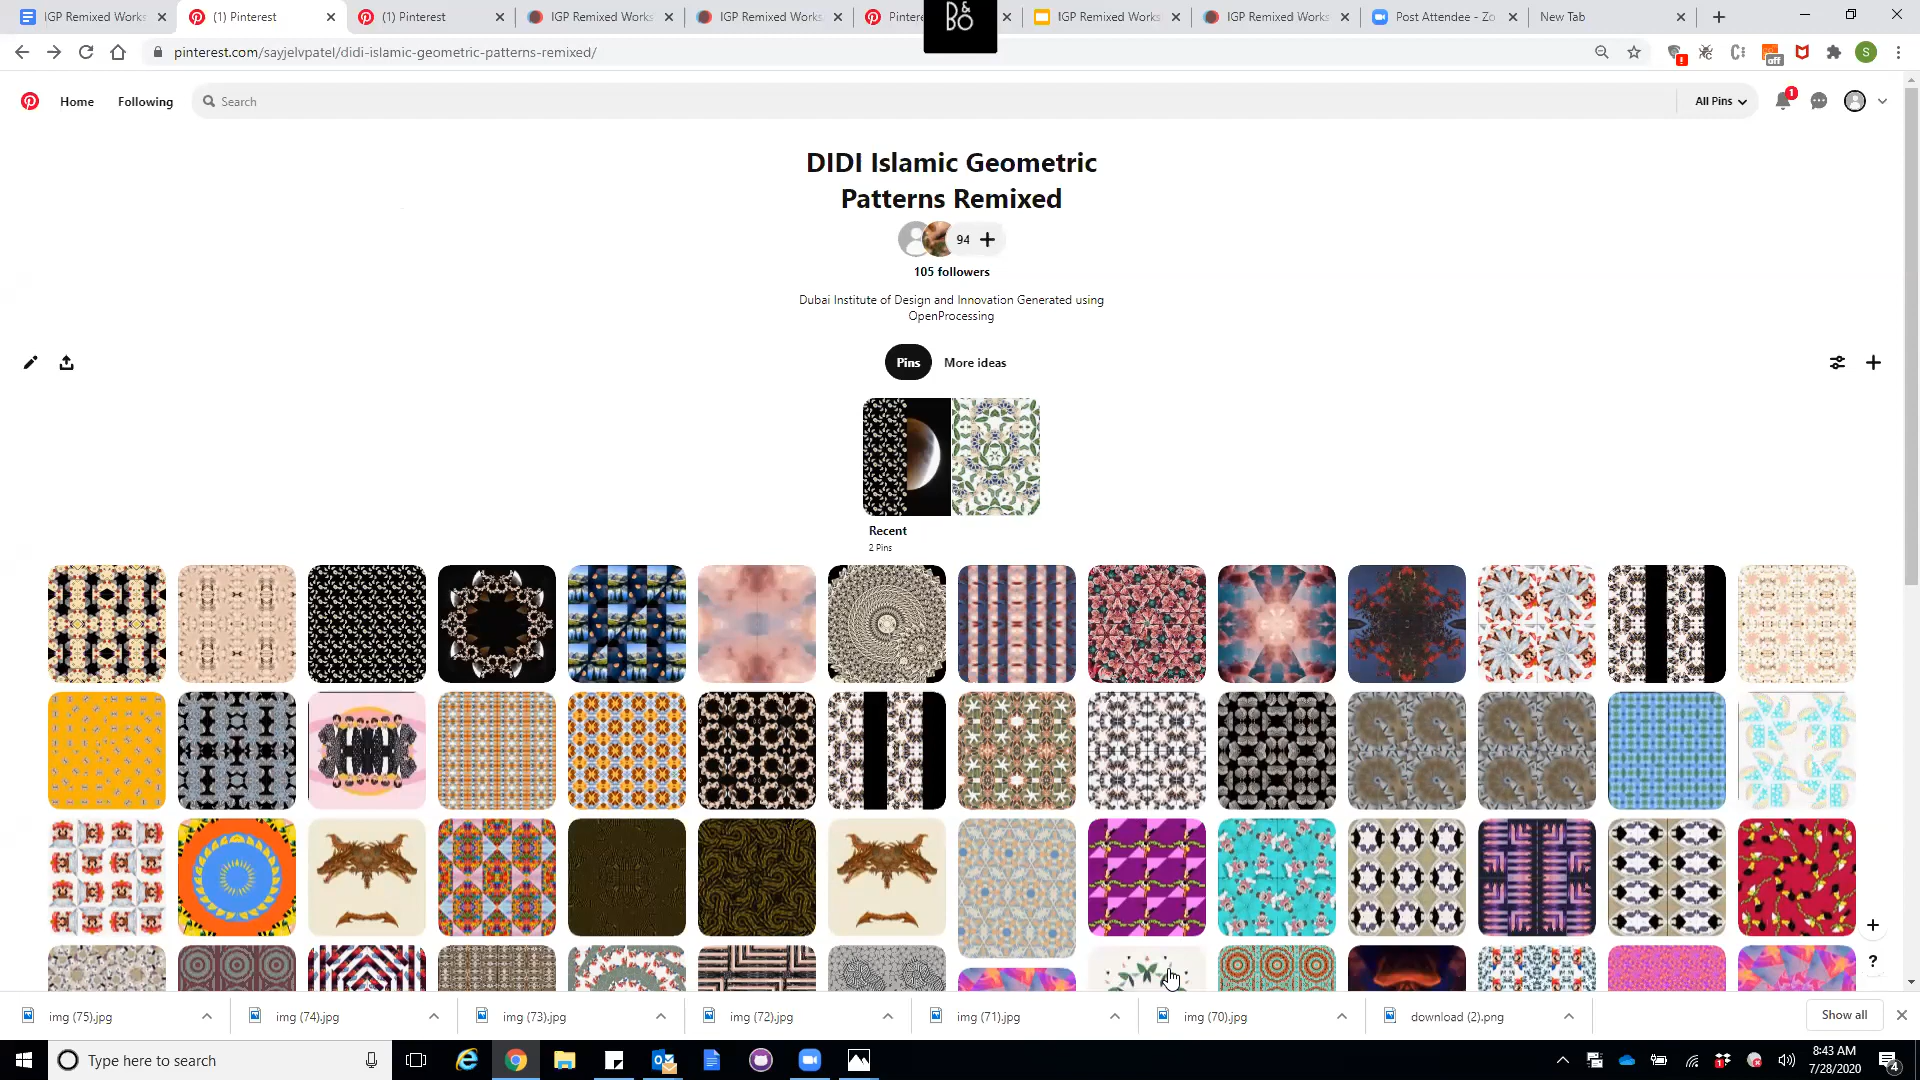 IGP Remixed Works
(1) Pinterest
(1) Pinterest
IGP Remixed Works
IGP Remixed Works
Pinter
IGP Remixed Works
IGP Remixed Works
Post Attendee - Zo
New Tab
B&O
pinterest.com/sayjelvpatel/didi-islamic-geometric-patterns-remixed/
off
S
Home
Following
Search
All Pins
1
DIDI Islamic Geometric
Patterns Remixed
94
105 followers
Dubai Institute of Design and Innovation Generated using
OpenProcessing
Pins
More ideas
Recent
2 Pins
?
img (75).jpg
img (74).jpg
img (73).jpg
img (72).jpg
img (71).jpg
img (70).jpg
download (2).png
Show all
Type here to search
8:43 AM
7/28/2020
4